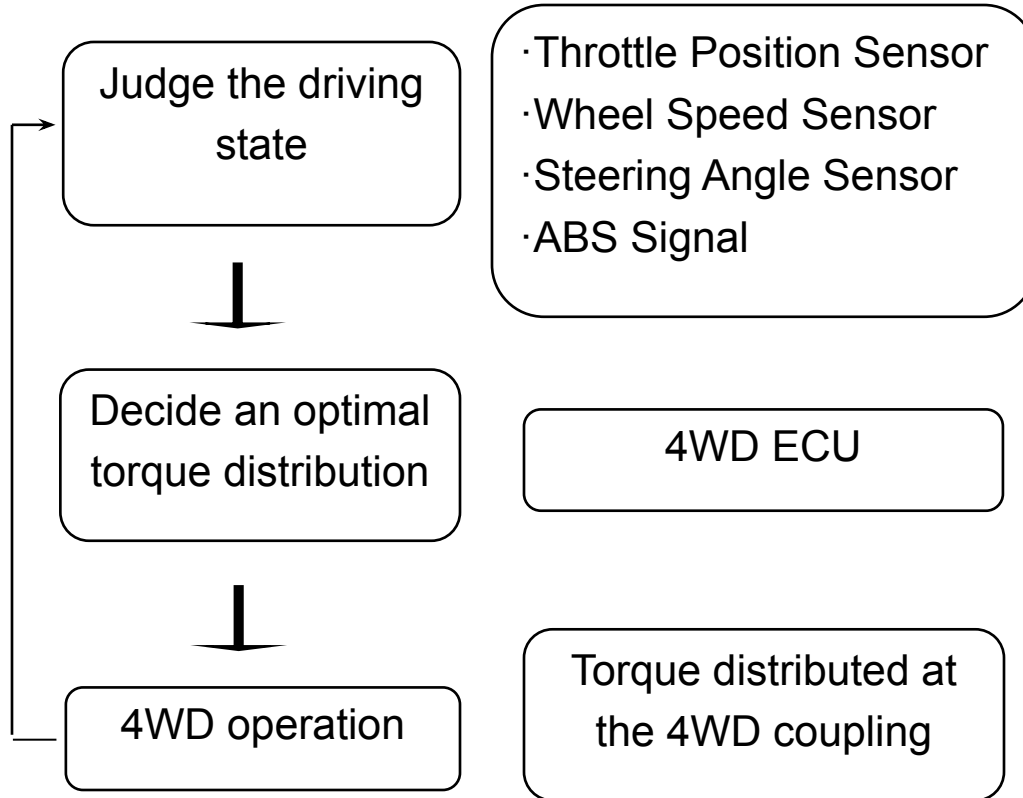 Judge the driving
state
·Throttle Position Sensor
·Wheel Speed Sensor
·Steering Angle Sensor
·ABS Signal
Decide an optimal
torque distribution
4WD ECU
4WD operation
Torque distributed at
the 4WD coupling